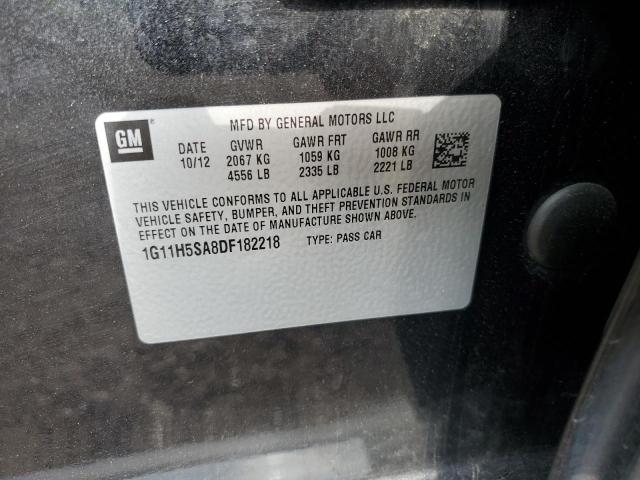 GM
MFD BY GENERAL MOTORS LLC
DATE GVWR GAWR FRT GAWR RR
10/12 2067 KG 1059 KG 1008 KG
4556 LB 2335 LB 2221 LB
THIS VEHICLE CONFORMS TO ALL APPLICABLE U.S. FEDERAL MOTOR
VEHICLE SAFETY, BUMPER, AND THEFT PREVENTION STANDARDS IN
EFFECT ON THE DATE OF MANUFACTURE SHOWN ABOVE.
1G11H5SA8DF182218 TYPE: PASS CAR